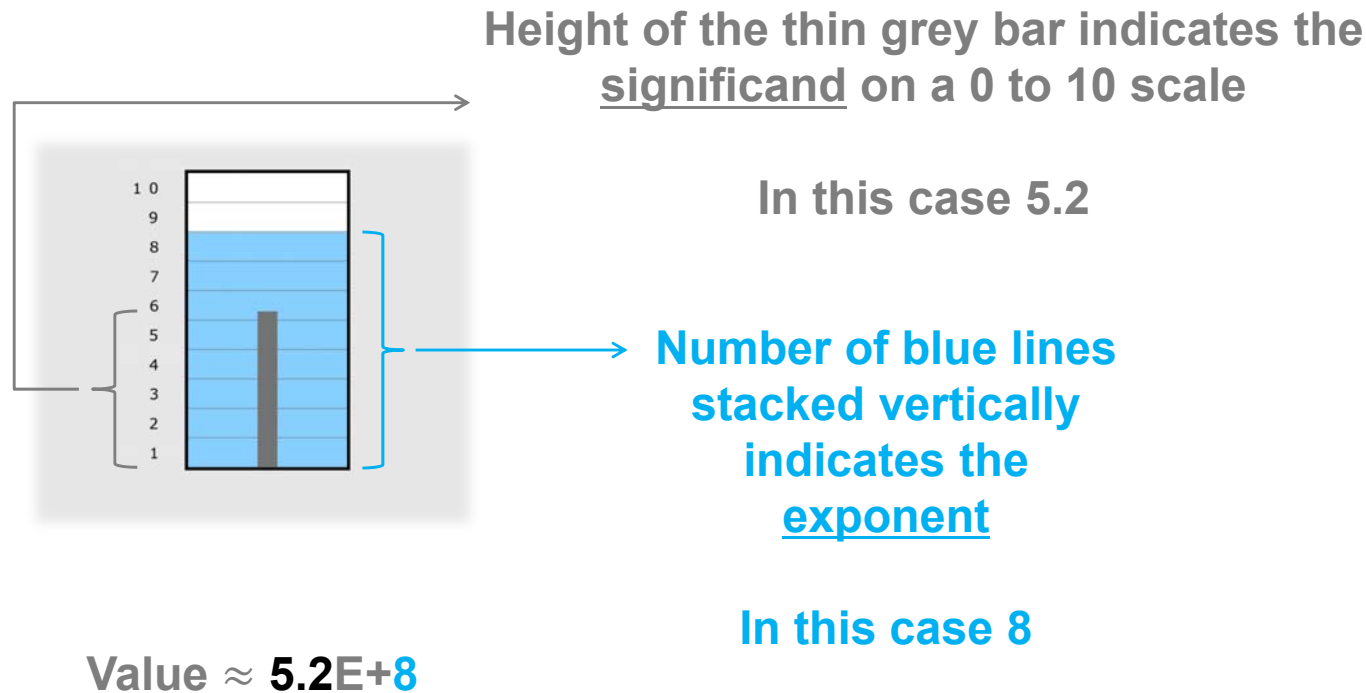 Height of the thin grey bar indicates the
significand on a 0 to 10 scale
In this case 5.2
1 0
9
8
7
6
5
4
3
2
1
Number of blue lines
stacked vertically
indicates the
exponent
In this case 8
Value ≈ 5.2E+8